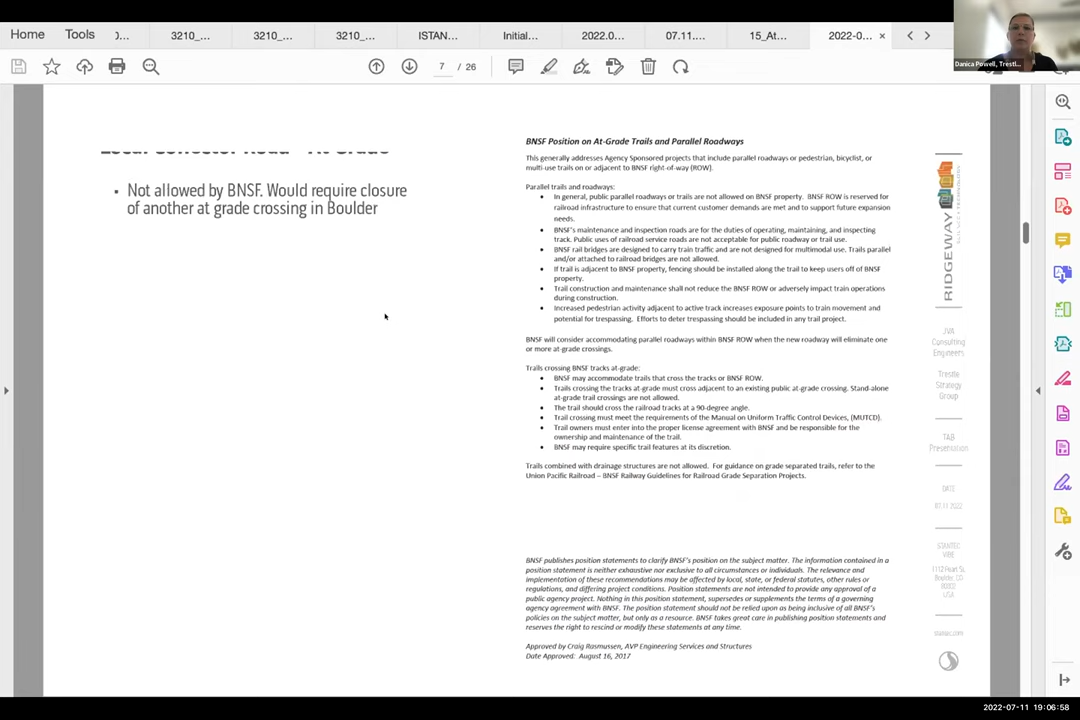 Home Tools )... 3210_... 3210_... 3210_... ISTAN... Initial... 2022.0... 07.11,... 15_At... 2022-0... ×
7 / 26
Danica Powell, Trestl...
Local Collector Road - At Grade
▪ Not allowed by BNSF. Would require closure
of another at grade crossing in Boulder
BNSF Position on At-Grade Trails and Parallel Roadways
This generally addresses Agency Sponsored projects that include parallel roadways or pedestrian, bicyclist, or
multi-use trails on or adjacent to BNSF right-of-way (ROW).
Parallel trails and roadways:
• In general, public parallel roadways or trails are not allowed on BNSF property. BNSF ROW is reserved for
railroad infrastructure to ensure that current customer demands are met and to support future expansion
needs.
• BNSF's maintenance and inspection roads are for the duties of operating, maintaining, and inspecting
track. Public uses of railroad service roads are not acceptable for public roadway or trail use.
• BNSF rail bridges are designed to carry train traffic and are not designed for multimodal use. Trails parallel
and/or attached to railroad bridges are not allowed.
• If trail is adjacent to BNSF property, fencing should be installed along the trail to keep users off of BNSF
property.
• Trail construction and maintenance shall not reduce the BNSF ROW or adversely impact train operations
during construction.
• Increased pedestrian activity adjacent to active track increases exposure points to train movement and
potential for trespassing. Efforts to deter trespassing should be included in any trail project.
BNSF will consider accommodating parallel roadways within BNSF ROW when the new roadway will eliminate one
or more at-grade crossings.
Trails crossing BNSF tracks at-grade:
• BNSF may accommodate trails that cross the tracks or BNSF ROW.
• Trails crossing the tracks at-grade must cross adjacent to an existing public at-grade crossing. Stand-alone
at-grade trail crossings are not allowed.
• The trail should cross the railroad tracks at a 90-degree angle.
• Trail crossing must meet the requirements of the Manual on Uniform Traffic Control Devices, (MUTCD).
• Trail owners must enter into the proper license agreement with BNSF and be responsible for the
ownership and maintenance of the trail.
• BNSF may require specific trail features at its discretion.
Trails combined with drainage structures are not allowed. For guidance on grade separated trails, refer to the
Union Pacific Railroad – BNSF Railway Guidelines for Railroad Grade Separation Projects.
BNSF publishes position statements to clarify BNSF's position on the subject matter. The information contained in a
position statement is neither exhaustive nor exclusive to all circumstances or individuals. The relevance and
implementation of these recommendations may be affected by local, state, or federal statutes, other rules or
regulations, and differing project conditions. Position statements are not intended to provide any approval of a
public agency project. Nothing in this position statement, supersedes or supplements the terms of a governing
agency agreement with BNSF. The position statement should not be relied upon as being inclusive of all BNSF's
policies on the subject matter, but only as a resource. BNSF takes great care in publishing position statements and
reserves the right to rescind or modify these statements at any time.
Approved by Craig Rasmussen, AVP Engineering Services and Structures
Date Approved: August 16, 2017
RIDGEWAY
JVA
Consulting
Engineers
Trestle
Strategy
Group
TAB
Presentation
DATE
07.11.2022
STANTEC
1112 Pearl St,
Boulder, CO
80302
USA
stantec.com
2022-07-11 19:06:58